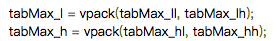 tabMax_l = vpack(tabMax_ll, tabMax_lh);
tabMax_h = vpack(tabMax_hl, tabMax_hh);